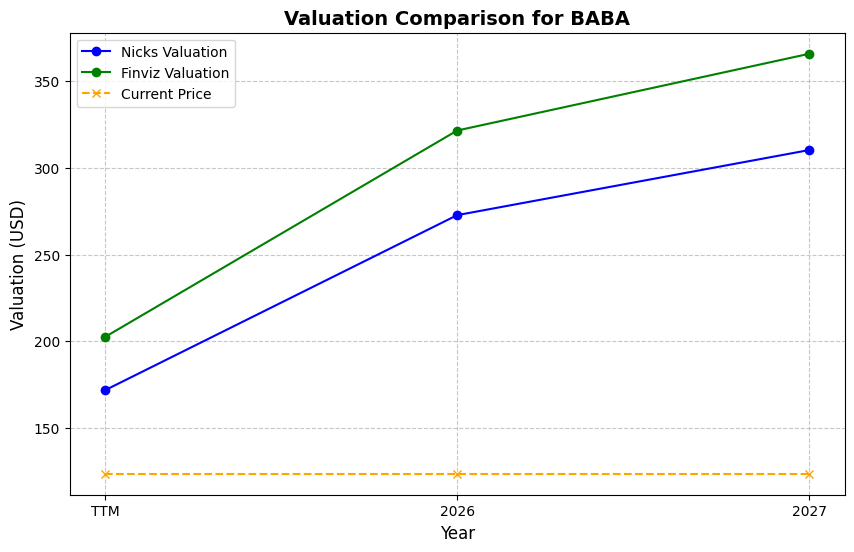 Valuation Comparison for BABA
Nicks Valuation
Finviz Valuation
Current Price
Valuation (USD)
350
300
250
200
150
TTM
2026
2027
Year